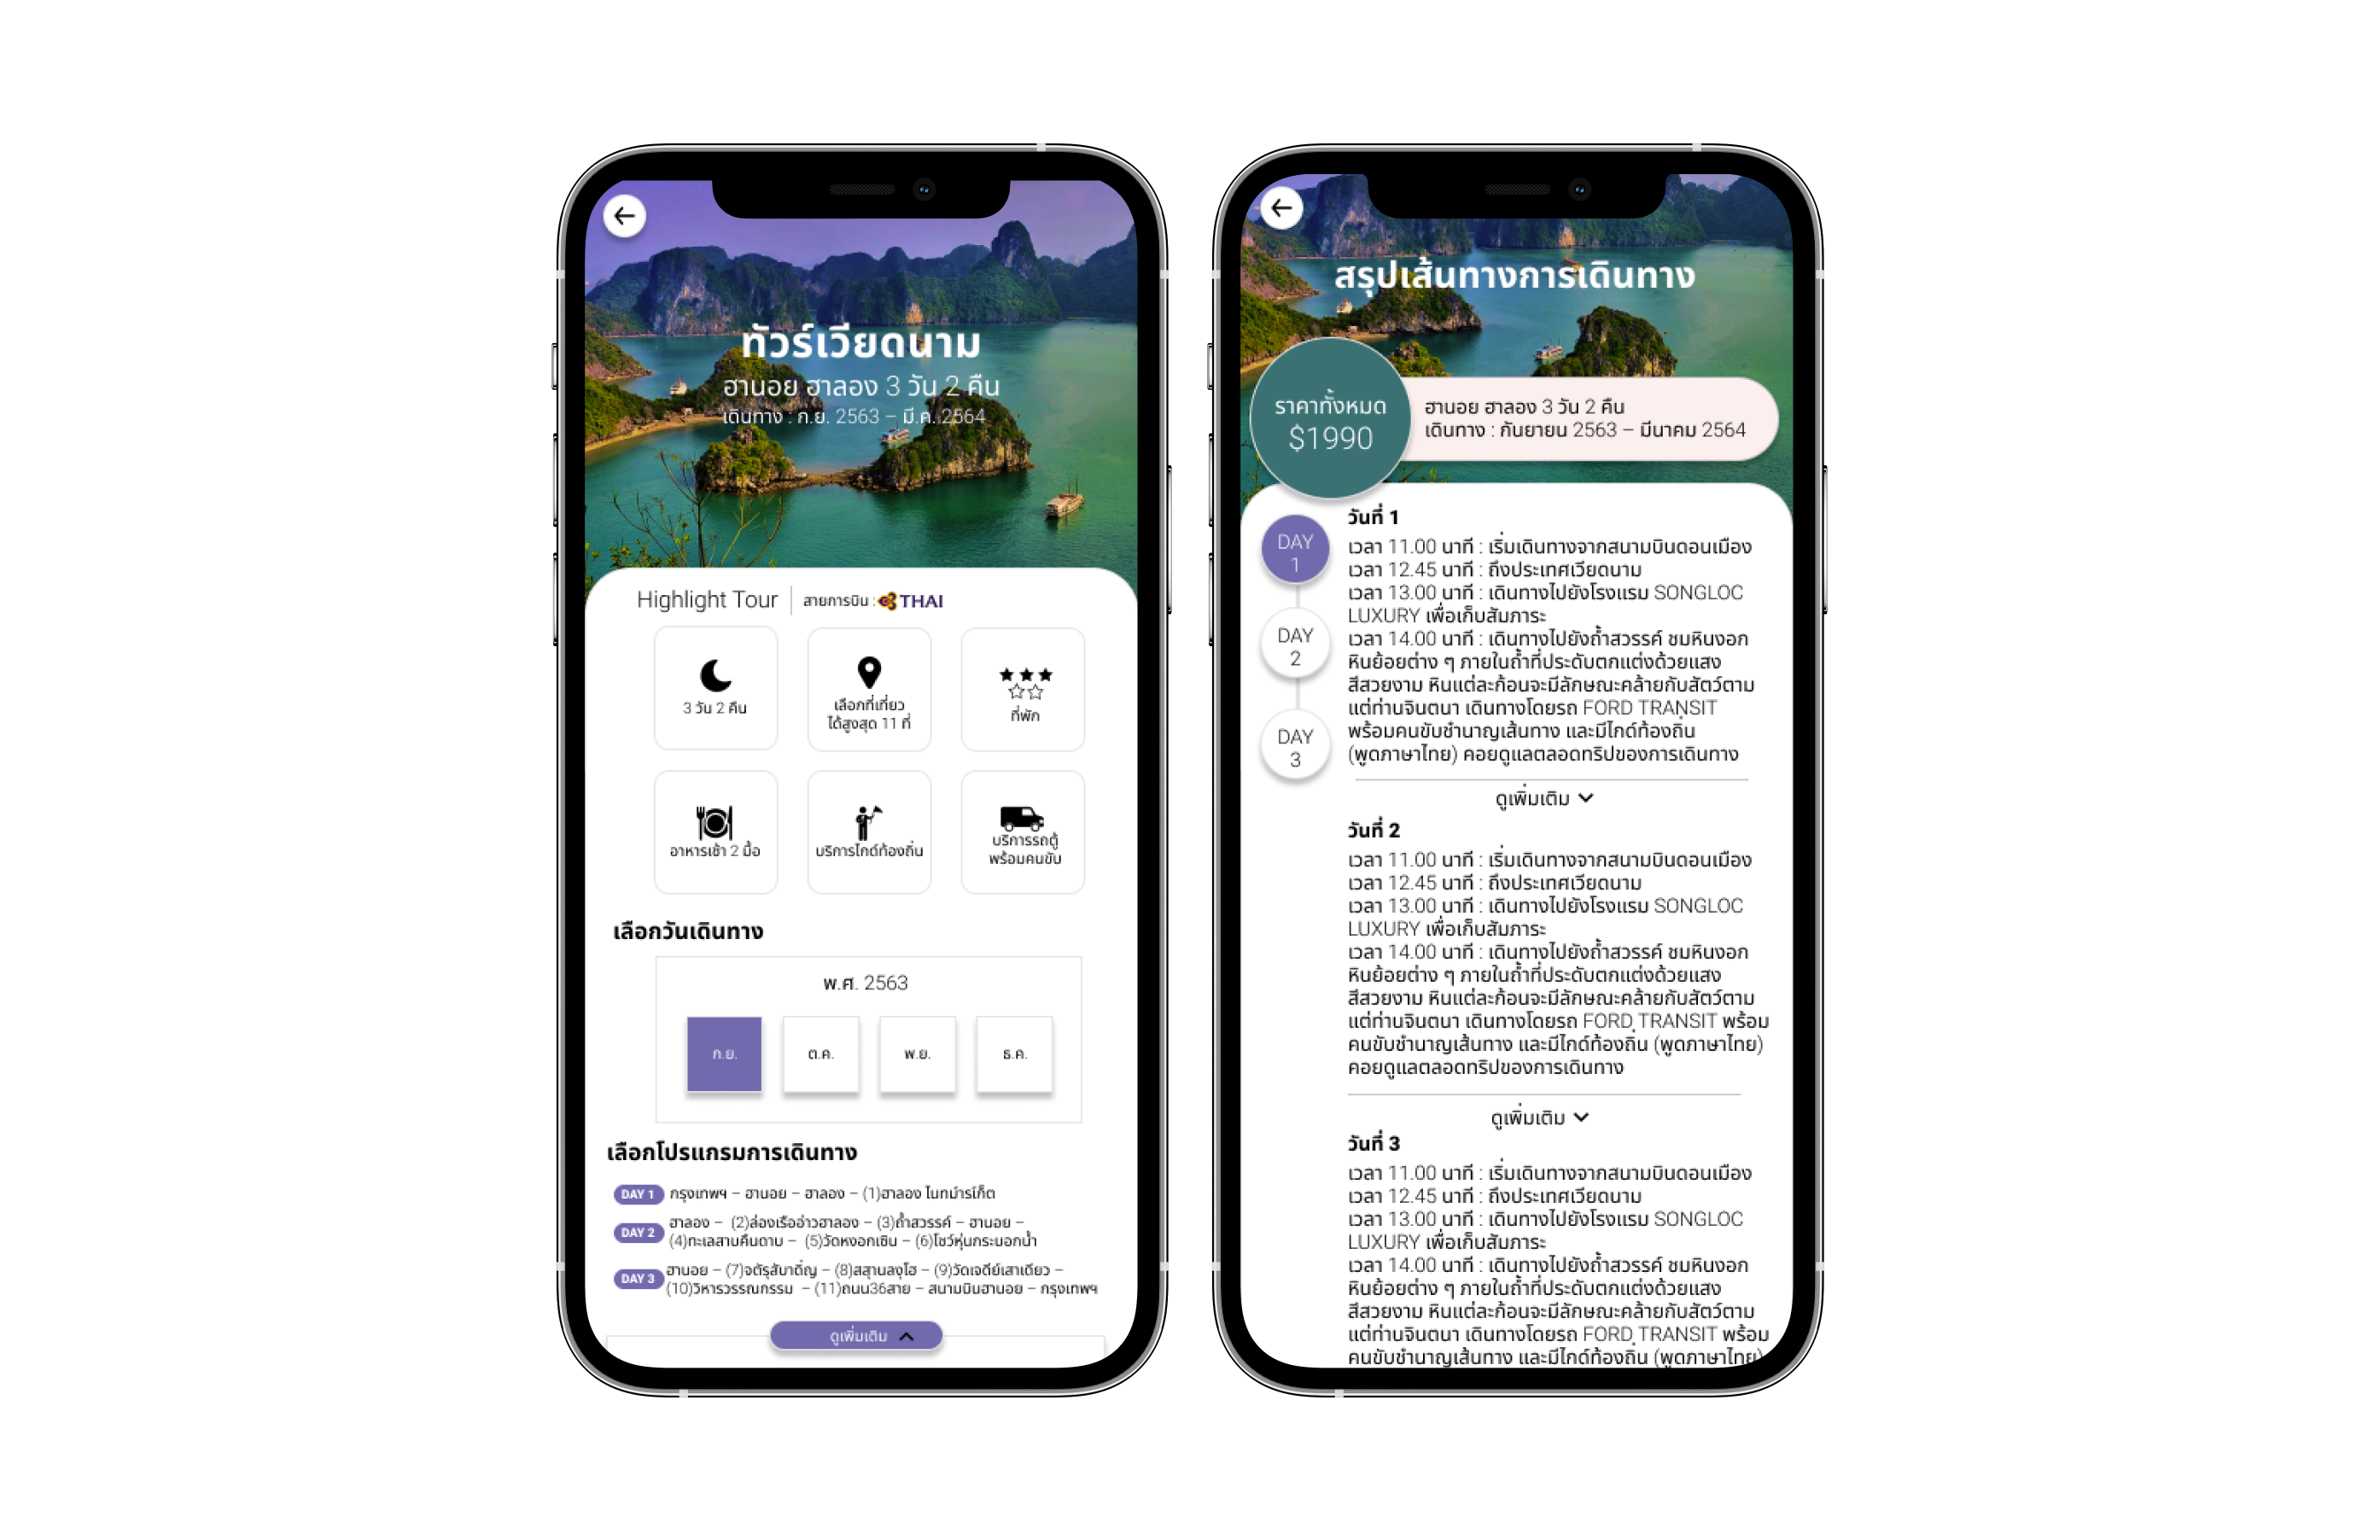 ทัวร์เวียดนาม
ฮานอย ฮาลอง 3 วัน 2 คืน
เดินทาง : ก.ย. 2563 – มี.ค. 2564
Highlight Tour
สายการบิน : THAI
3 วัน 2 คืน
เลือกที่เที่ยว
ได้สูงสุด 11 ที่
ที่พัก
อาหารเช้า 2 มื้อ
บริการไกด์ท้องถิ่น
บริการรถตู้
พร้อมคนขับ
เลือกวันเดินทาง
พ.ศ. 2563
ก.ย. ต.ค. พ.ย. ธ.ค.
เลือกโปรแกรมการเดินทาง
DAY 1 กรุงเทพฯ – ฮานอย – ฮาลอง – (1)ฮาลอง ไนทม์ารเ์ก็ต
DAY 2 ฮาลอง – (2)ล่องเรืออ่าวฮาลอง – (3)ถ้ำสวรรค์ – ฮานอย –
(4)ทะเลสาบคืนดาบ – (5)วัดหงอกเซิน – (6)โชว์หุ่นกระบอกน้ำ
DAY 3 ฮานอย – (7)จตัรุสับาดิ่ญ – (8)สสุานลงุโฮ – (9)วัดเจดีย์เสาเดียว –
(10)วิหารวรรณกรรม – (11)ถนน36สาย – สนามบินฮานอย – กรุงเทพฯ
ดูเพิ่มเติม
สรุปเส้นทางการเดินทาง
ราคาทั้งหมด
$1990
ฮานอย ฮาลอง 3 วัน 2 คืน
เดินทาง : กันยายน 2563 – มีนาคม 2564
DAY
1
DAY
2
DAY
3
วันที่ 1
เวลา 11.00 นาที : เริ่มเดินทางจากสนามบินดอนเมือง
เวลา 12.45 นาที : ถึงประเทศเวียดนาม
เวลา 13.00 นาที : เดินทางไปยังโรงแรม SONGLOC
LUXURY เพื่อเก็บสัมภาระ
เวลา 14.00 นาที : เดินทางไปยังถ้ำสวรรค์ ชมหินงอก
หินย้อยต่าง ๆ ภายในถ้ำที่ประดับตกแต่งด้วยแสง
สีสวยงาม หินแต่ละก้อนจะมีลักษณะคล้ายกับสัตว์ตาม
แต่ท่านจินตนา เดินทางโดยรถ FORD TRANSIT
พร้อมคนขับชำนาญเส้นทาง และมีไกด์ท้องถิ่น
(พูดภาษาไทย) คอยดูแลตลอดทริปของการเดินทาง
ดูเพิ่มเติม
วันที่ 2
เวลา 11.00 นาที : เริ่มเดินทางจากสนามบินดอนเมือง
เวลา 12.45 นาที : ถึงประเทศเวียดนาม
เวลา 13.00 นาที : เดินทางไปยังโรงแรม SONGLOC
LUXURY เพื่อเก็บสัมภาระ
เวลา 14.00 นาที : เดินทางไปยังถ้ำสวรรค์ ชมหินงอก
หินย้อยต่าง ๆ ภายในถ้ำที่ประดับตกแต่งด้วยแสง
สีสวยงาม หินแต่ละก้อนจะมีลักษณะคล้ายกับสัตว์ตาม
แต่ท่านจินตนา เดินทางโดยรถ FORD TRANSIT พร้อม
คนขับชำนาญเส้นทาง และมีไกด์ท้องถิ่น (พูดภาษาไทย)
คอยดูแลตลอดทริปของการเดินทาง
ดูเพิ่มเติม
วันที่ 3
เวลา 11.00 นาที : เริ่มเดินทางจากสนามบินดอนเมือง
เวลา 12.45 นาที : ถึงประเทศเวียดนาม
เวลา 13.00 นาที : เดินทางไปยังโรงแรม SONGLOC
LUXURY เพื่อเก็บสัมภาระ
เวลา 14.00 นาที : เดินทางไปยังถ้ำสวรรค์ ชมหินงอก
หินย้อยต่าง ๆ ภายในถ้ำที่ประดับตกแต่งด้วยแสง
สีสวยงาม หินแต่ละก้อนจะมีลักษณะคล้ายกับสัตว์ตาม
แต่ท่านจินตนา เดินทางโดยรถ FORD TRANSIT พร้อม
คนขับชำนาญเส้นทาง และมีไกด์ท้องถิ่น (พูดภาษาไทย)